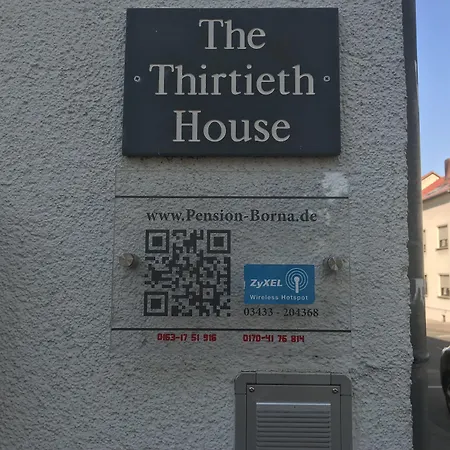 The
Thirtieth
House
www.Pension-Borna.de
ZyXEL
Wireless Hotspot
03433 - 204368
0163-17 51 916 0170-41 76 814